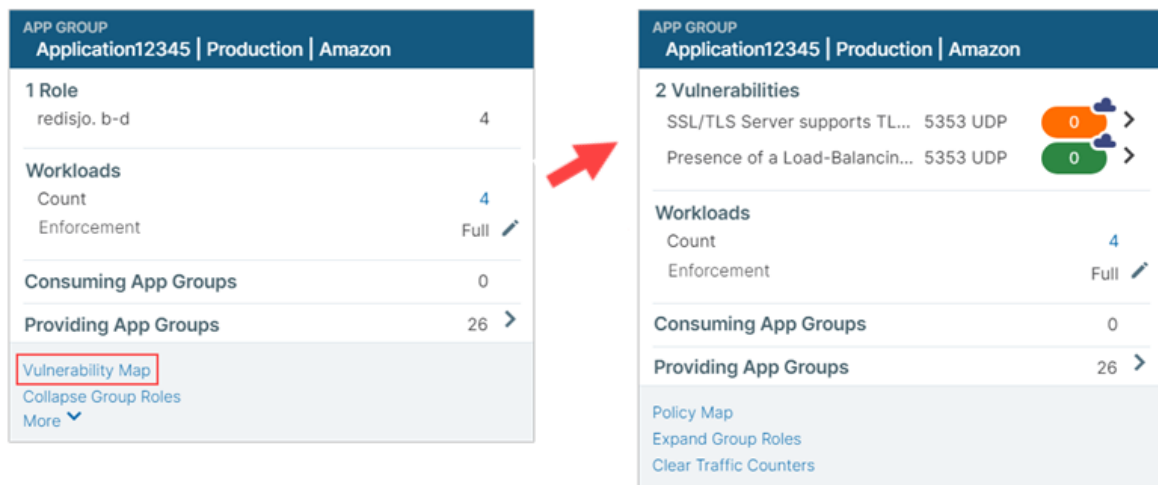 APP GROUP
Application12345 | Production | Amazon
1 Role
redisjo. b-d 4
Workloads
Count 4
Enforcement Full
Consuming App Groups 0
Providing App Groups 26
Vulnerability Map
Collapse Group Roles
More
APP GROUP
Application12345 | Production | Amazon
2 Vulnerabilities
SSL/TLS Server supports TL... 5353 UDP 0
Presence of a Load-Balancin... 5353 UDP 0
Workloads
Count 4
Enforcement Full
Consuming App Groups 0
Providing App Groups 26
Policy Map
Expand Group Roles
Clear Traffic Counters